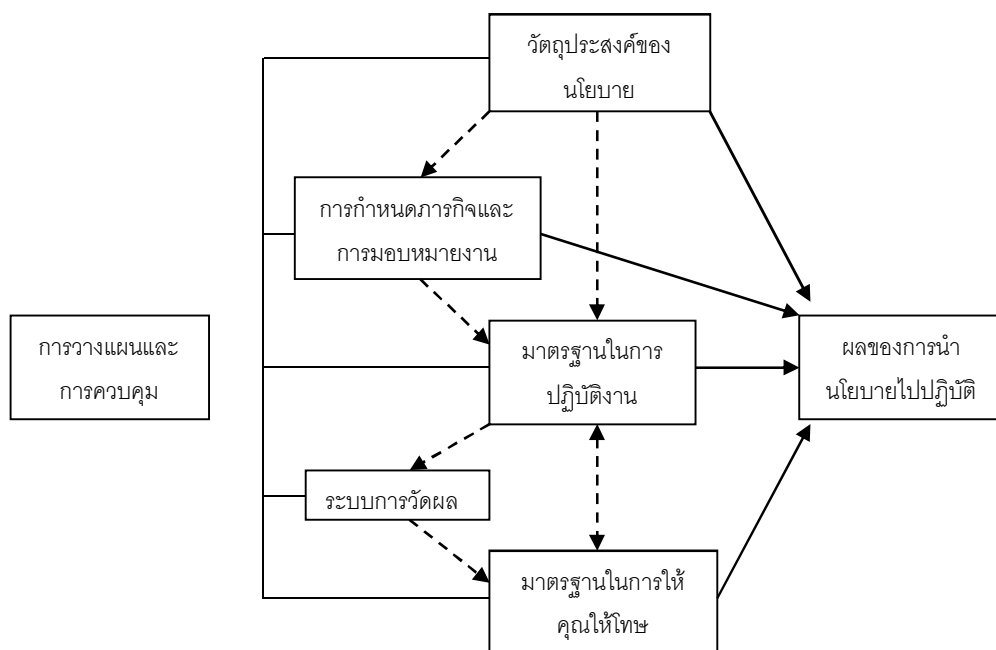 วัตถุประสงค์ของ
นโยบาย
การกำหนดภารกิจและ
การมอบหมายงาน
การวางแผนและ
การควบคุม
มาตรฐานในการ
ปฏิบัติงาน
ผลของการนำ
นโยบายไปปฏิบัติ
ระบบการวัดผล
มาตรฐานในการให้
คุณให้โทษ